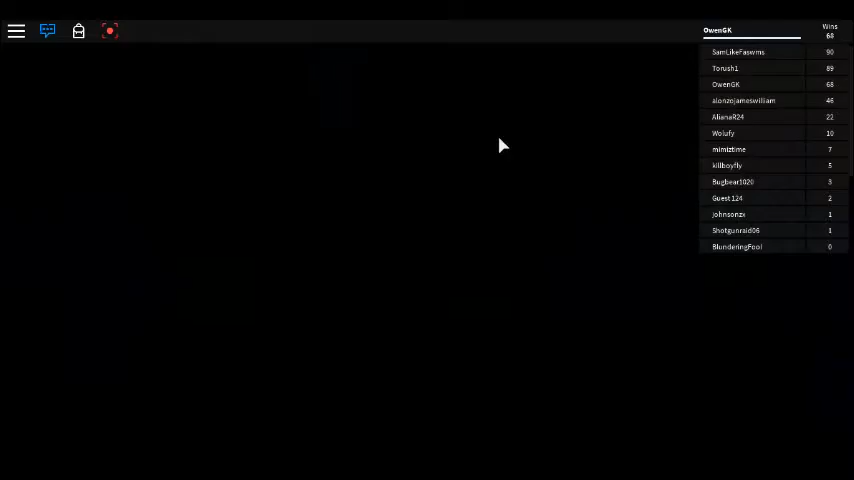 OwenGK Wins
68
SamLikeFaswms 90
Torush1 89
OwenGK 68
alonzojameswilliam 46
AlianaR24 22
Woiufy 10
mimiztime 7
killboyfly 5
Bugbear1020 3
Guest 124 2
johnsonzx 1
Shotgunraid06 1
BlunderingFool 0